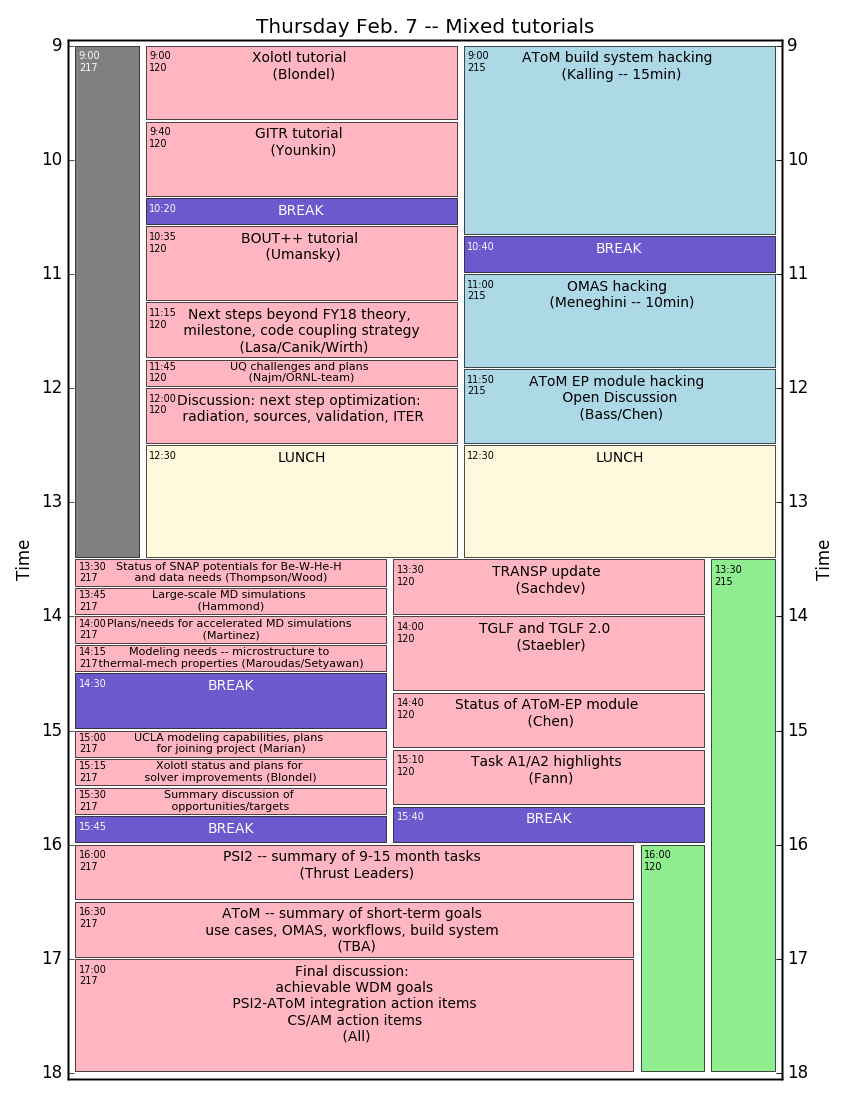 Thursday Feb. 7 -- Mixed tutorials
9
10
11
12
13
14
15
16
17
18
Time
9:00
217
9:00
120
Xolotl tutorial
(Blondel)
9:40
120
GITR tutorial
(Younkin)
10:20
BREAK
10:35
120
BOUT++ tutorial
(Umansky)
11:15
120
Next steps beyond FY18 theory,
milestone, code coupling strategy
(Lasa/Canik/Wirth)
11:45
120
UQ challenges and plans
(Najm/ORNL-team)
12:00
120
Discussion: next step optimization:
radiation, sources, validation, ITER
12:30
LUNCH
9:00
215
AToM build system hacking
(Kalling -- 15min)
10:40
BREAK
11:00
215
OMAS hacking
(Meneghini -- 10min)
11:50
215
AToM EP module hacking
Open Discussion
(Bass/Chen)
12:30
LUNCH
13:30
217
Status of SNAP potentials for Be-W-He-H
and data needs (Thompson/Wood)
13:45
217
Large-scale MD simulations
(Hammond)
14:00
217
Plans/needs for accelerated MD simulations
(Martinez)
14:15
217
Modeling needs -- microstructure to
thermal-mech properties (Maroudas/Setyawan)
14:30
BREAK
15:00
217
UCLA modeling capabilities, plans
for joining project (Marian)
15:15
217
Xolotl status and plans for
solver improvements (Blondel)
15:30
217
Summary discussion of
opportunities/targets
15:45
BREAK
13:30
120
TRANSP update
(Sachdev)
14:00
120
TGLF and TGLF 2.0
(Staebler)
14:40
120
Status of AToM-EP module
(Chen)
15:10
120
Task A1/A2 highlights
(Fann)
15:40
BREAK
13:30
215
16:00
217
PSI2 -- summary of 9-15 month tasks
(Thrust Leaders)
16:30
217
AToM -- summary of short-term goals
use cases, OMAS, workflows, build system
(TBA)
17:00
217
Final discussion:
achievable WDM goals
PSI2-AToM integration action items
CS/AM action items
(All)
16:00
120
9
10
11
12
13
14
15
16
17
18
Time